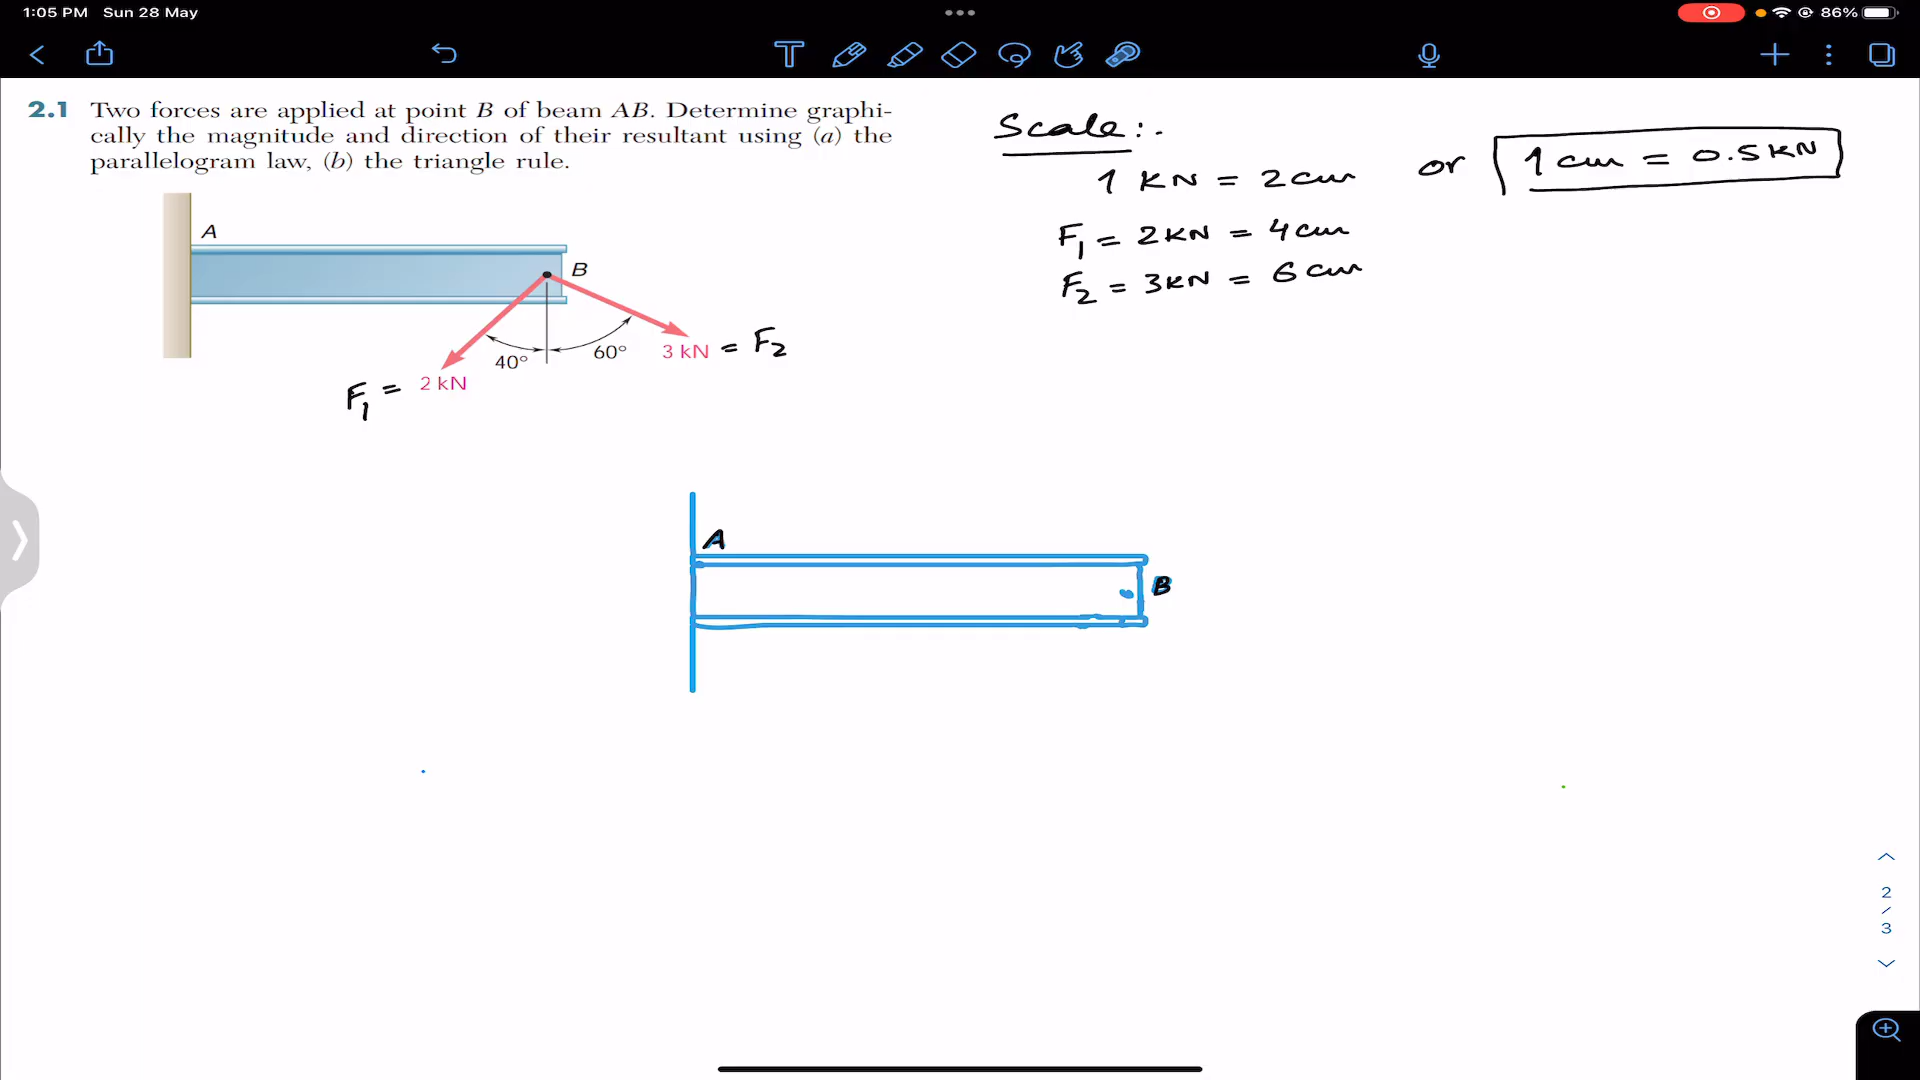 1:05 PM Sun 28 May
86%
2.1 Two forces are applied at point B of beam AB. Determine graphi-
cally the magnitude and direction of their resultant using (a) the
parallelogram law, (b) the triangle rule.
A
B
40°
60°
3 kN = F2
F1 = 2 kN
Scale:.
1 KN = 2 cm or 1 cm = 0.5 KN
F1 = 2 KN = 4 cm
F2 = 3 KN = 6 cm
A
B
2
/
3